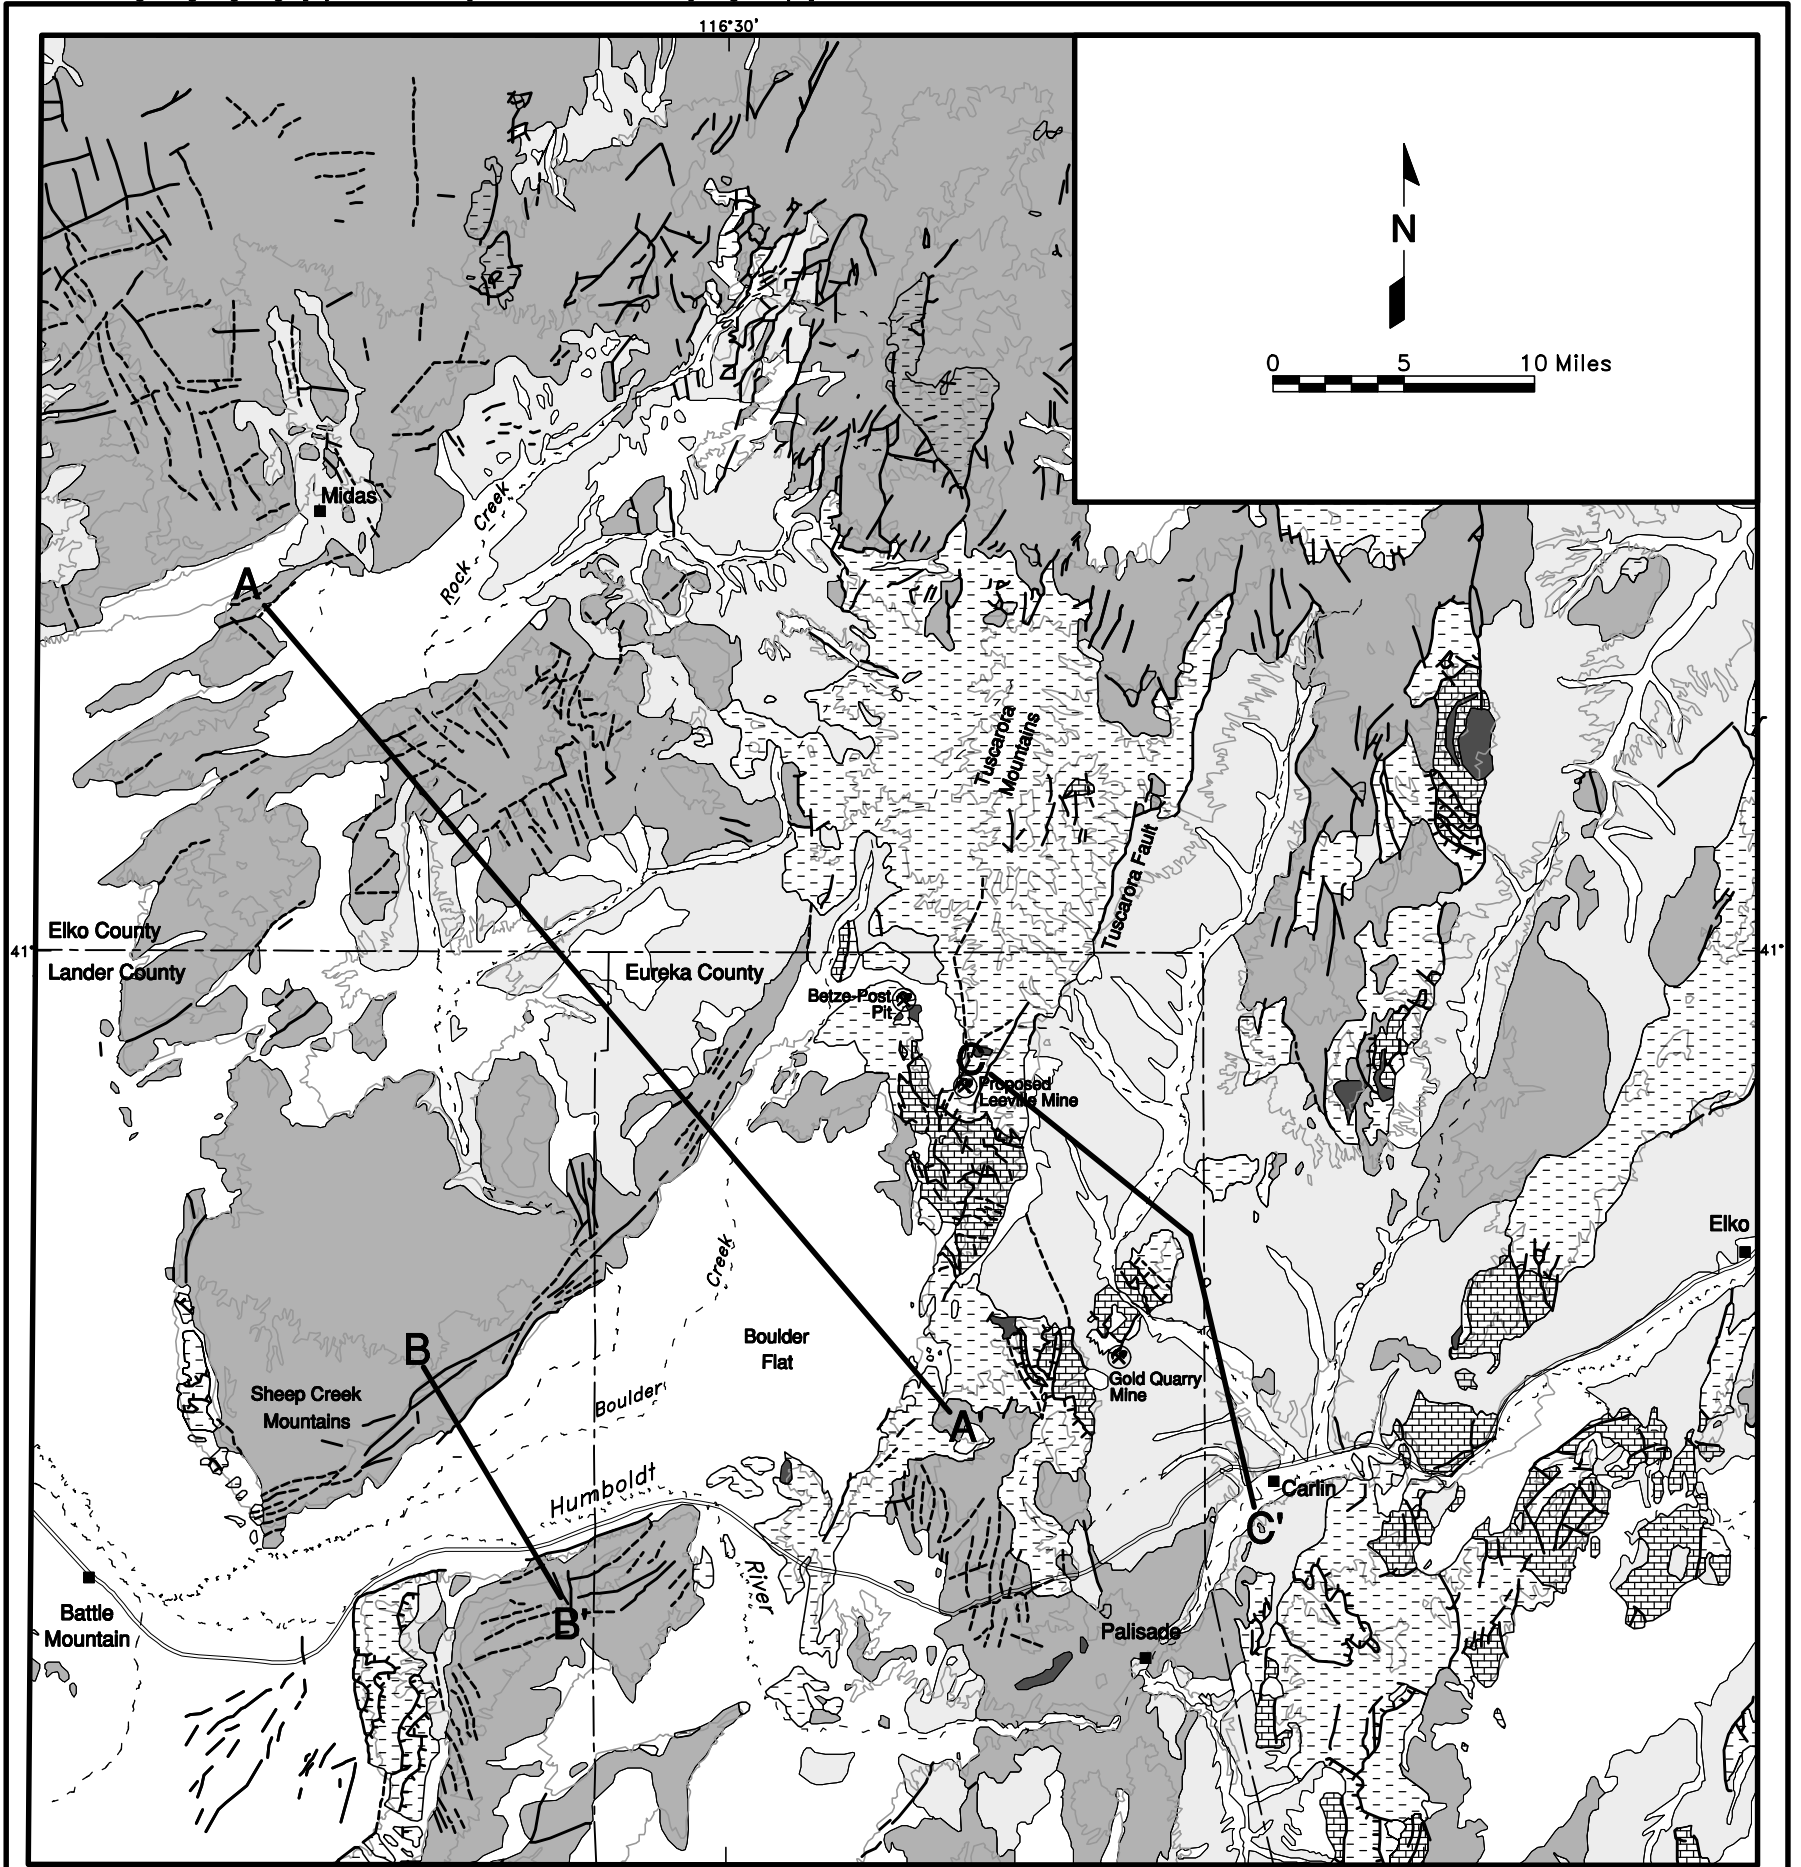 116°30'
N
0 5 10 Miles
Midas
Rock Creek
A
Tuscarora
Mountains
Tuscarora Fault
Elko County
41°
41°
Lander County
Eureka County
Betze-Post
Pit
C
Proposed
Leeville Mine
Elko
Creek
Boulder
Flat
B
Gold Quarry
Mine
Sheep Creek
Mountains
Boulder
A'
Humboldt
Carlin
C'
River
Battle
Mountain
B'
Palisade